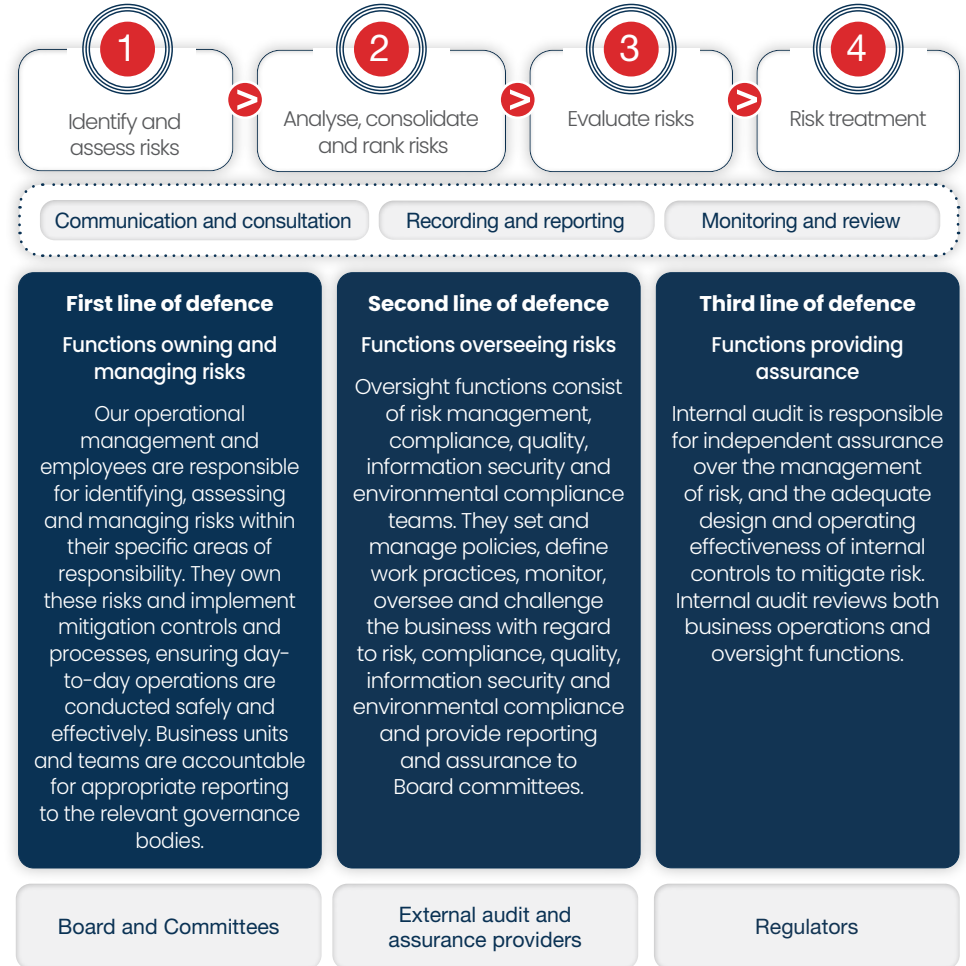 1
Identify and
assess risks
>
2
Analyse, consolidate
and rank risks
>
3
Evaluate risks
>
4
Risk treatment
Communication and consultation
Recording and reporting
Monitoring and review
First line of defence
Functions owning and
managing risks
Our operational
management and
employees are responsible
for identifying, assessing
and managing risks within
their specific areas of
responsibility. They own
these risks and implement
mitigation controls and
processes, ensuring day-
to-day operations are
conducted safely and
effectively. Business units
and teams are accountable
for appropriate reporting
to the relevant governance
bodies.
Second line of defence
Functions overseeing risks
Oversight functions consist
of risk management,
compliance, quality,
information security and
environmental compliance
teams. They set and
manage policies, define
work practices, monitor,
oversee and challenge
the business with regard
to risk, compliance, quality,
information security and
environmental compliance
and provide reporting
and assurance to
Board committees.
Third line of defence
Functions providing
assurance
Internal audit is responsible
for independent assurance
over the management
of risk, and the adequate
design and operating
effectiveness of internal
controls to mitigate risk.
Internal audit reviews both
business operations and
oversight functions.
Board and Committees
External audit and
assurance providers
Regulators